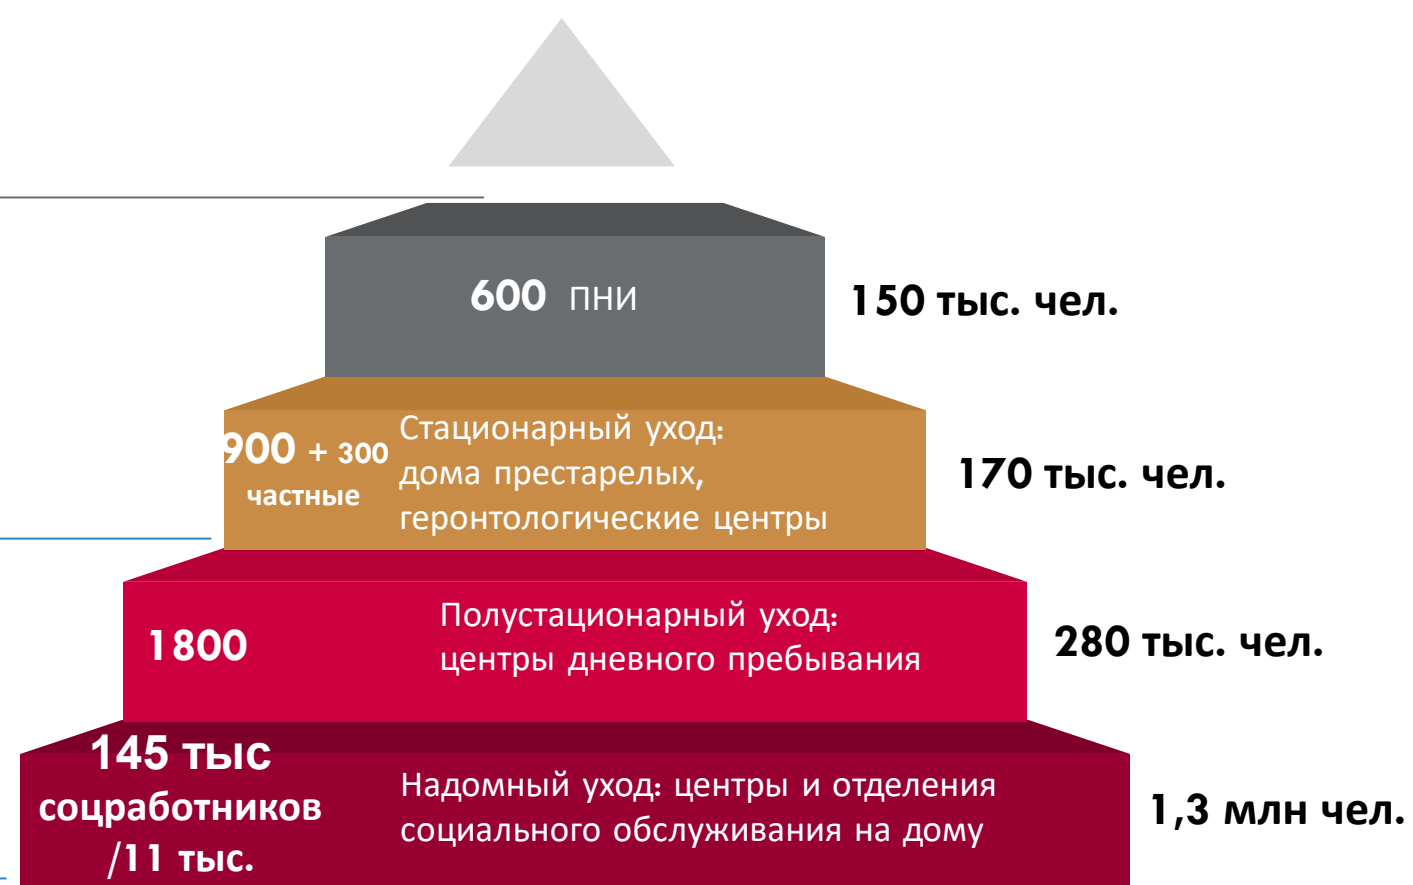 600 ПНИ
150 тыс. чел.
900 + 300
частные
Стационарный уход:
дома престарелых,
геронтологические центры
170 тыс. чел.
1800
Полустационарный уход:
центры дневного пребывания
280 тыс. чел.
145 тыс
соцработников
/11 тыс.
Надомный уход: центры и отделения
социального обслуживания на дому
1,3 млн чел.